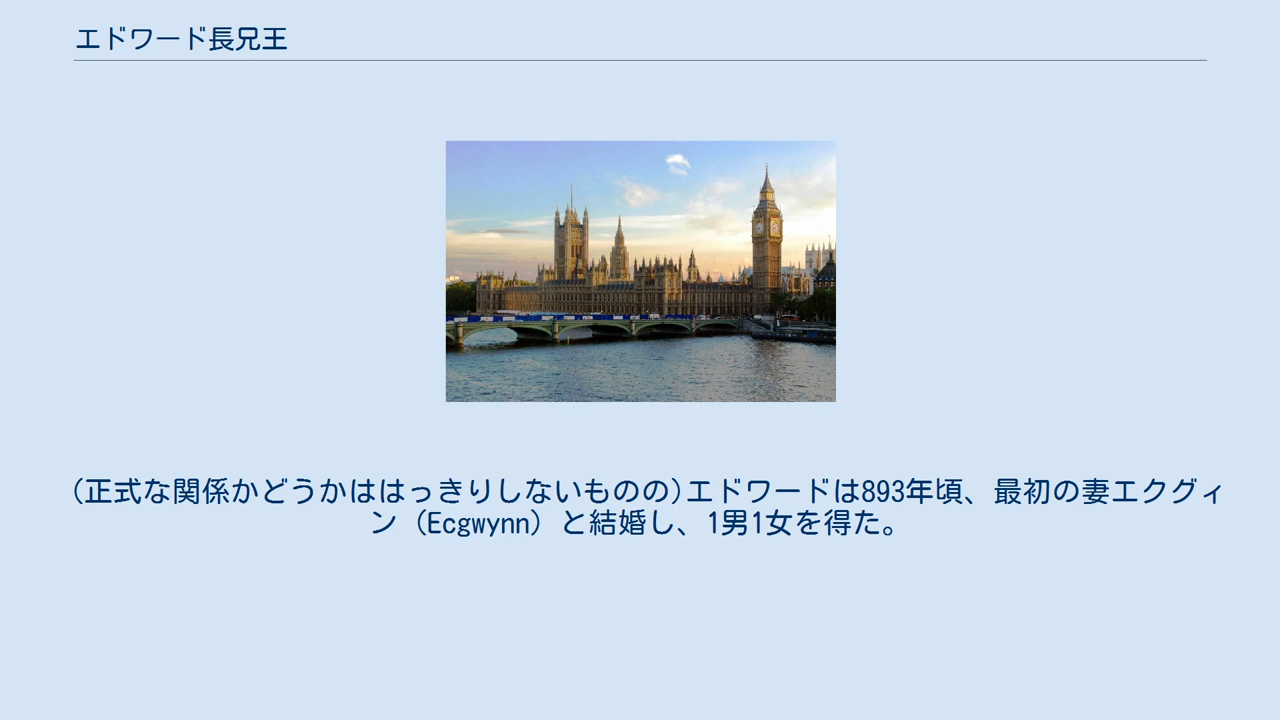 エドワード長兄王
(正式な関係かどうかははっきりしないものの)エドワードは893年頃、最初の妻エクグィ
ン（Ecgwynn）と結婚し、1男1女を得た。